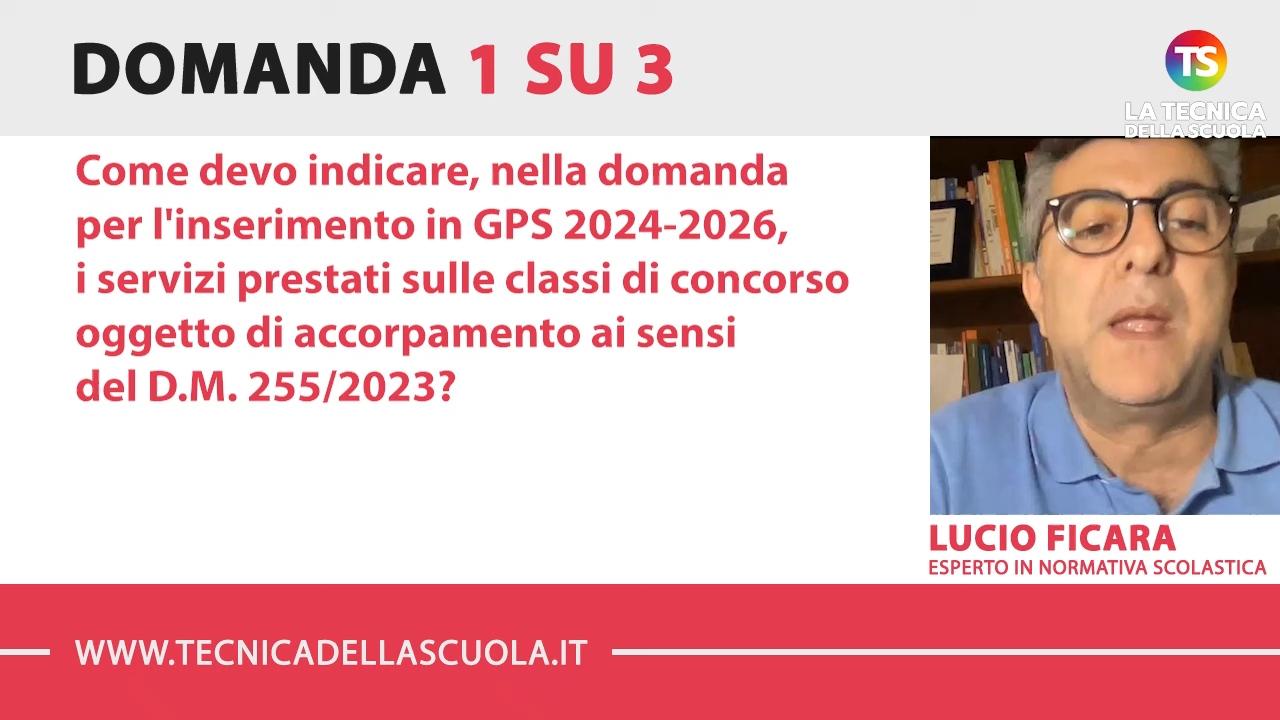 DOMANDA 1 SU 3
TS
LA TECNICA
DELLA SCUOLA
Come devo indicare, nella domanda
per l'inserimento in GPS 2024-2026,
i servizi prestati sulle classi di concorso
oggetto di accorpamento ai sensi
del D.M. 255/2023?
LUCIO FICARA
ESPERTO IN NORMATIVA SCOLASTICA
WWW.TECNICADELLASCUOLA.IT